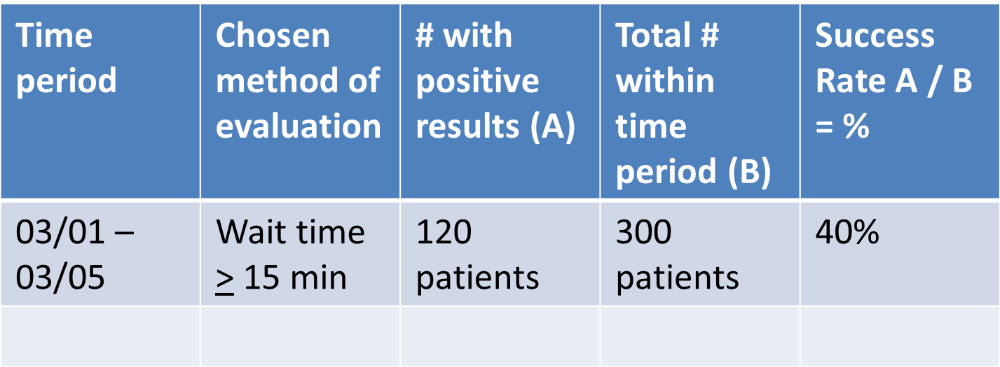 Time
period
Chosen
method of
evaluation
# with
positive
results (A)
Total #
within
time
period (B)
Success
Rate A / B
= %
03/01 –
03/05
Wait time
≥ 15 min
120
patients
300
patients
40%